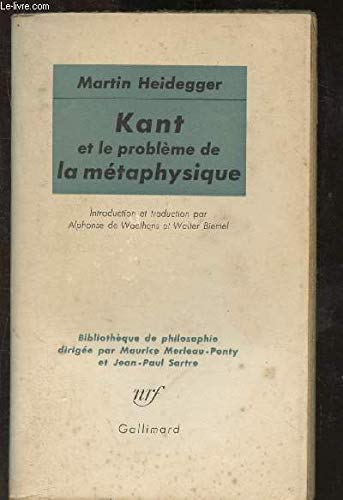 © Le-livre.com
Martin Heidegger
Kant
et le problème de
la métaphysique
Introduction et traduction par
Alphonse de Waelhens et Walter Biemel
Bibliothèque de philosophie
dirigée par Maurice Merleau-Ponty
et Jean-Paul Sartre
nrf
Gallimard